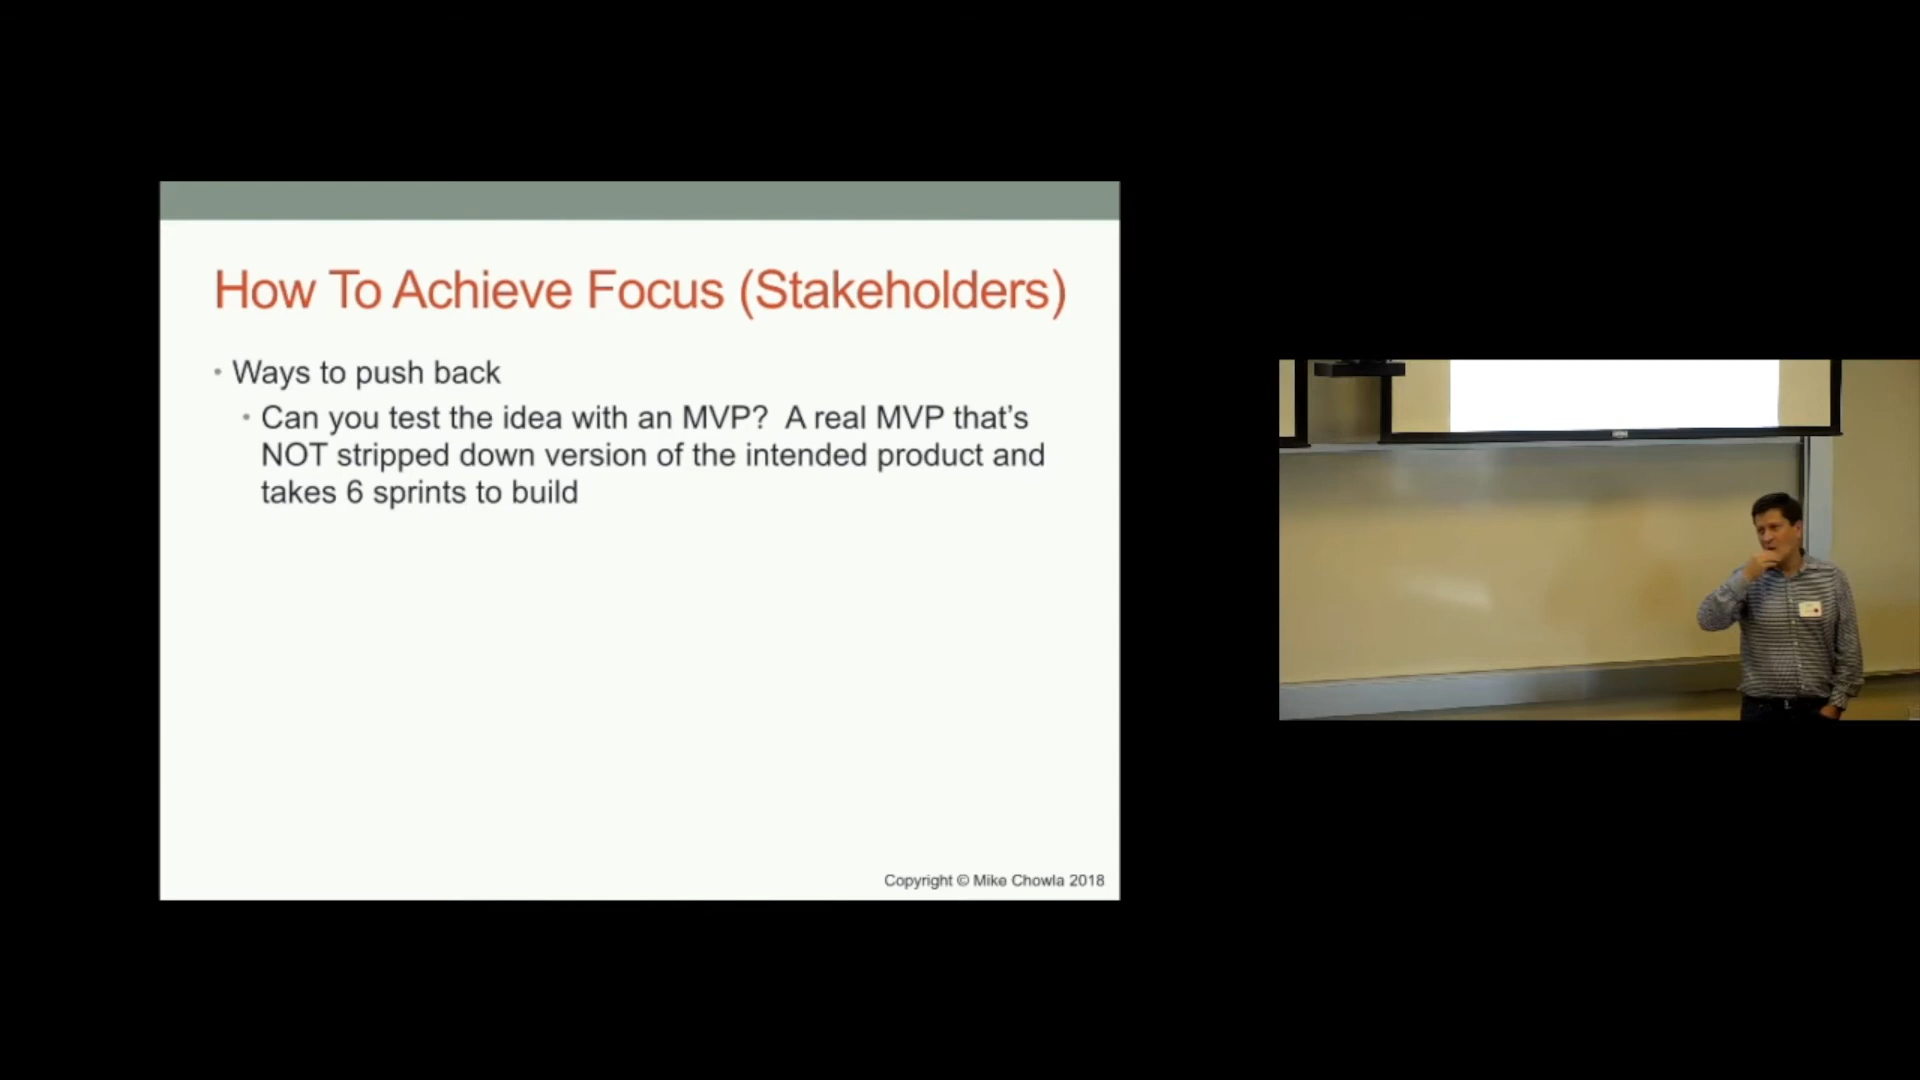 How To Achieve Focus (Stakeholders)
• Ways to push back
• Can you test the idea with an MVP?  A real MVP that’s
NOT stripped down version of the intended product and
takes 6 sprints to build
Copyright © Mike Chowla 2018